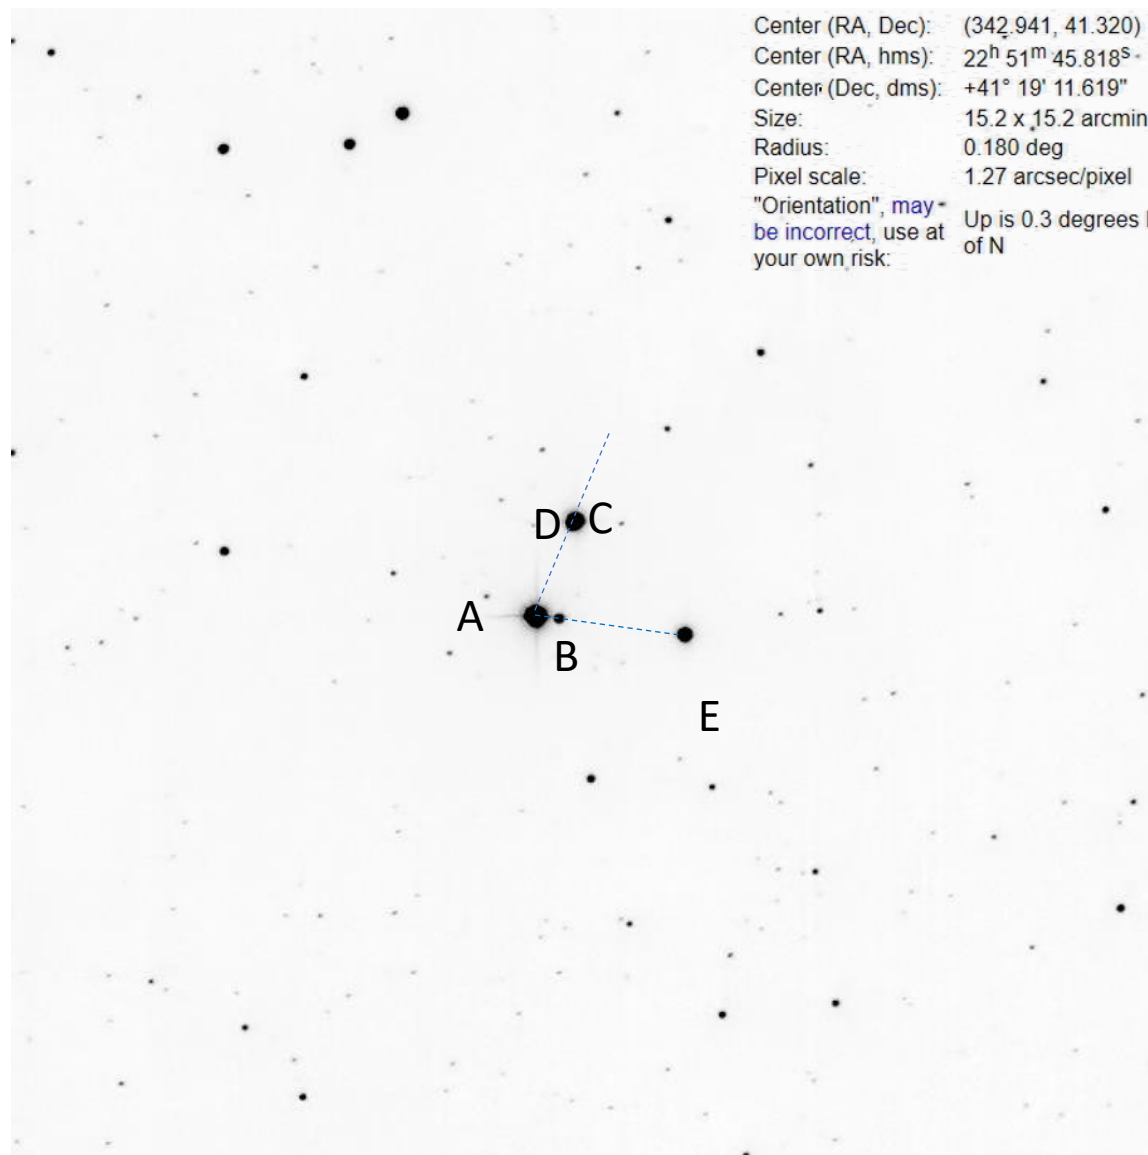 Center (RA, Dec): (342.941, 41.320)
Center (RA, hms): 22h 51m 45.818s
Center (Dec, dms): +41° 19' 11.619"
Size: 15.2 x 15.2 arcmin
Radius: 0.180 deg
Pixel scale: 1.27 arcsec/pixel
"Orientation", may be incorrect, use at your own risk: Up is 0.3 degrees of N
D C
A
B
E